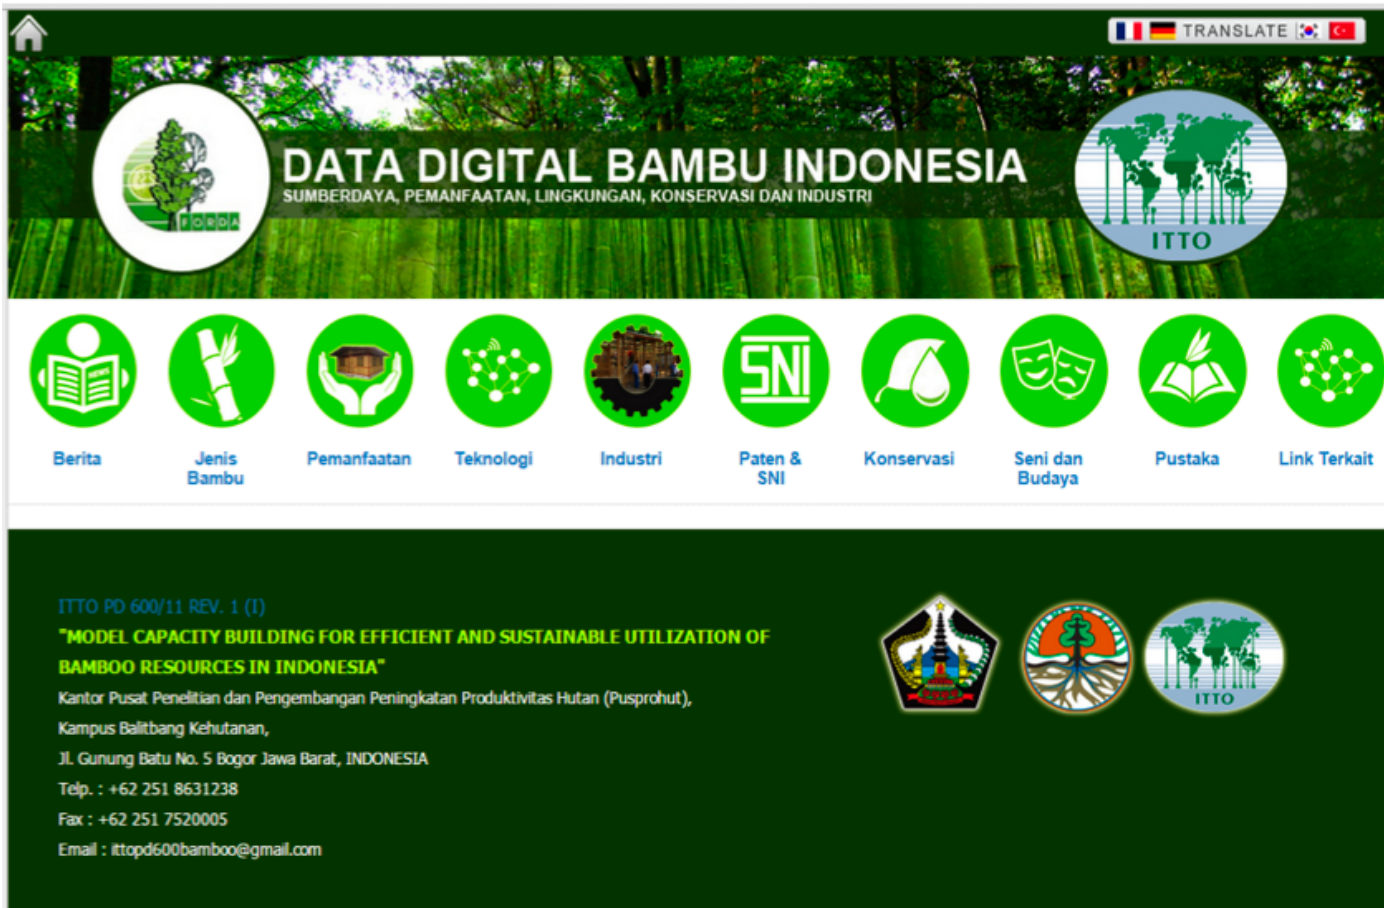 TRANSLATE
FORDA
DATA DIGITAL BAMBU INDONESIA
SUMBERDAYA, PEMANFAATAN, LINGKUNGAN, KONSERVASI DAN INDUSTRI
ITTO
NEWS
SNI
Berita
Jenis
Bambu
Pemanfaatan
Teknologi
Industri
Paten &
SNI
Konservasi
Seni dan
Budaya
Pustaka
Link Terkait
ITTO PD 600/11 REV. 1 (I)
"MODEL CAPACITY BUILDING FOR EFFICIENT AND SUSTAINABLE UTILIZATION OF
BAMBOO RESOURCES IN INDONESIA"
Kantor Pusat Penelitian dan Pengembangan Peningkatan Produktivitas Hutan (Pusprohut),
Kampus Balitbang Kehutanan,
Jl. Gunung Batu No. 5 Bogor Jawa Barat, INDONESIA
Telp. : +62 251 8631238
Fax : +62 251 7520005
Email : ittopd600bamboo@gmail.com
ITTO